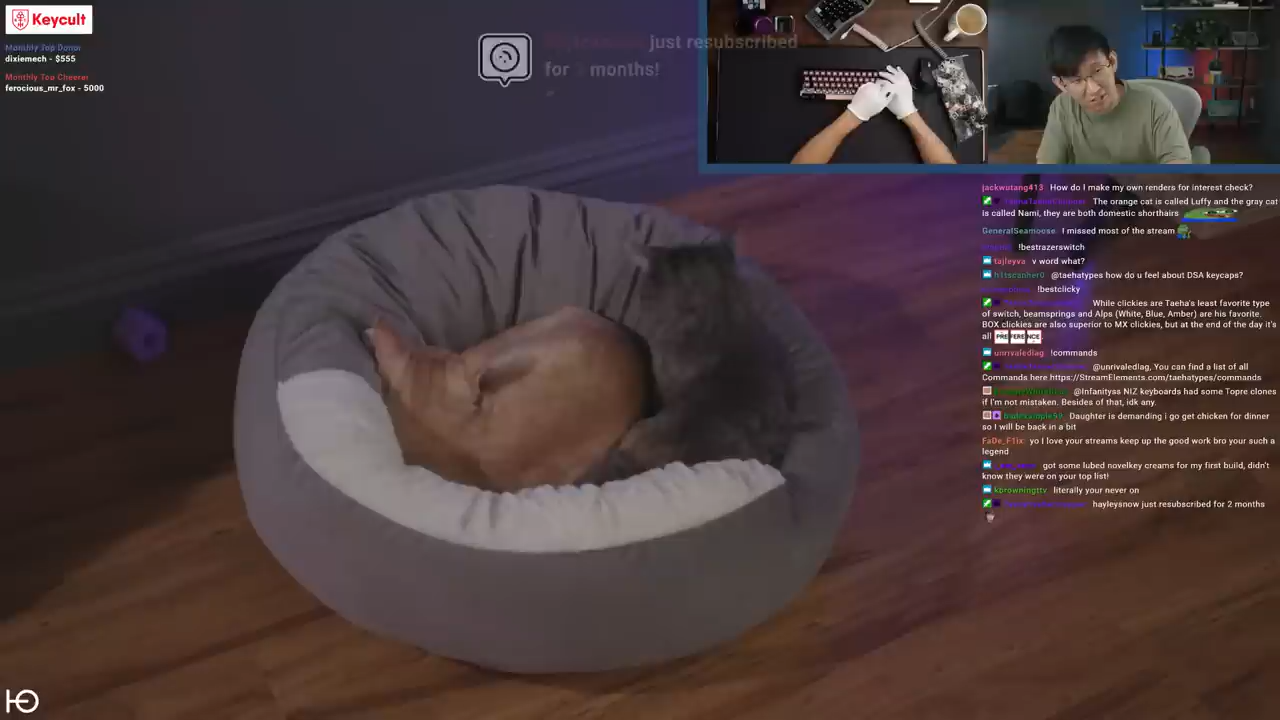 Keycult
Monthly Top Donor
dixiemech - $555
Monthly Top Cheerer
ferocious_mr_fox - 5000
just resubscribed
for months!
jackwutang413 How do I make my own renders for interest check?
The orange cat is called Luffy and the gray cat
is called Nami, they are both domestic shorthairs
GeneralSeamoose: I missed most of the stream
!bestrazerswitch
tajleyva v word what?
h1tscanher0 @taehatypes how do u feel about DSA keycaps?
!bestclicky
While clickies are Taeha's least favorite type
of switch, beamsprings and Alps (White, Blue, Amber) are his favorite.
BOX clickies are also superior to MX clickies, but at the end of the day it's
all PREFERENCE
unrivaledlag !commands
@unrivaledlag, You can find a list of all
Commands here https://StreamElements.com/taehatypes/commands
@Infanityss NIZ keyboards had some Topre clones
if I'm not mistaken. Besides of that, idk any.
Daughter is demanding i go get chicken for dinner
so I will be back in a bit
FaDe_F1ix: yo I love your streams keep up the good work bro your such a
legend
got some lubed novelkey creams for my first build, didn't
know they were on your top list!
kbrowningttv literally your never on
hayleysnow just resubscribed for 2 months